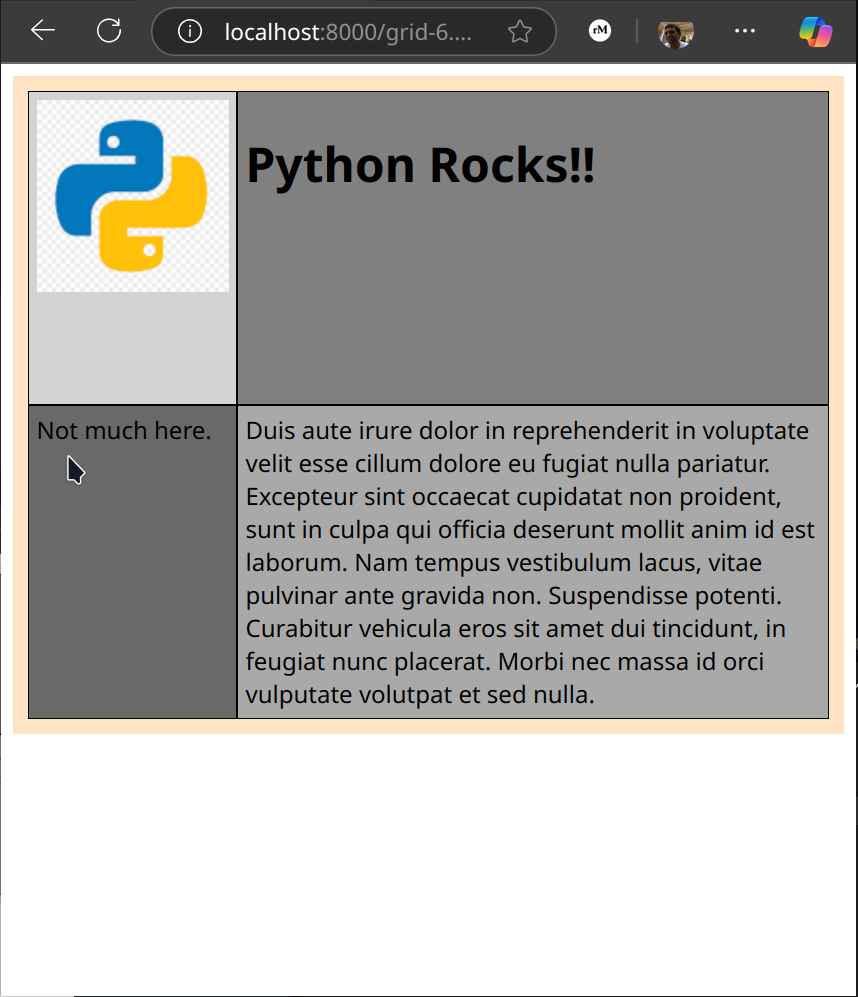 localhost:8000/grid-6....
rM
Python Rocks!!
Not much here.
Duis aute irure dolor in reprehenderit in voluptate
velit esse cillum dolore eu fugiat nulla pariatur.
Excepteur sint occaecat cupidatat non proident,
sunt in culpa qui officia deserunt mollit anim id est
laborum. Nam tempus vestibulum lacus, vitae
pulvinar ante gravida non. Suspendisse potenti.
Curabitur vehicula eros sit amet dui tincidunt, in
feugiat nunc placerat. Morbi nec massa id orci
vulputate volutpat et sed nulla.